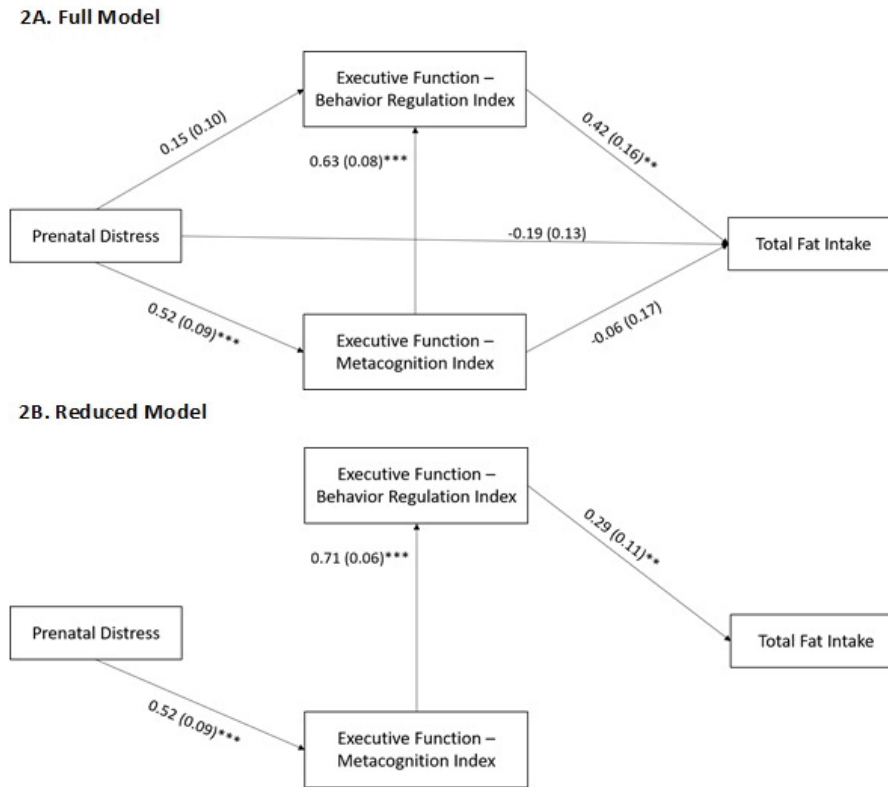 2A. Full Model
Executive Function –
Behavior Regulation Index
0.15 (0.10)
0.42 (0.16)**
0.63 (0.08)***
Prenatal Distress
-0.19 (0.13)
Total Fat Intake
0.52 (0.09)***
-0.06 (0.17)
Executive Function –
Metacognition Index
2B. Reduced Model
Executive Function –
Behavior Regulation Index
0.29 (0.11)**
0.71 (0.06)***
Prenatal Distress
Total Fat Intake
0.52 (0.09)***
Executive Function –
Metacognition Index